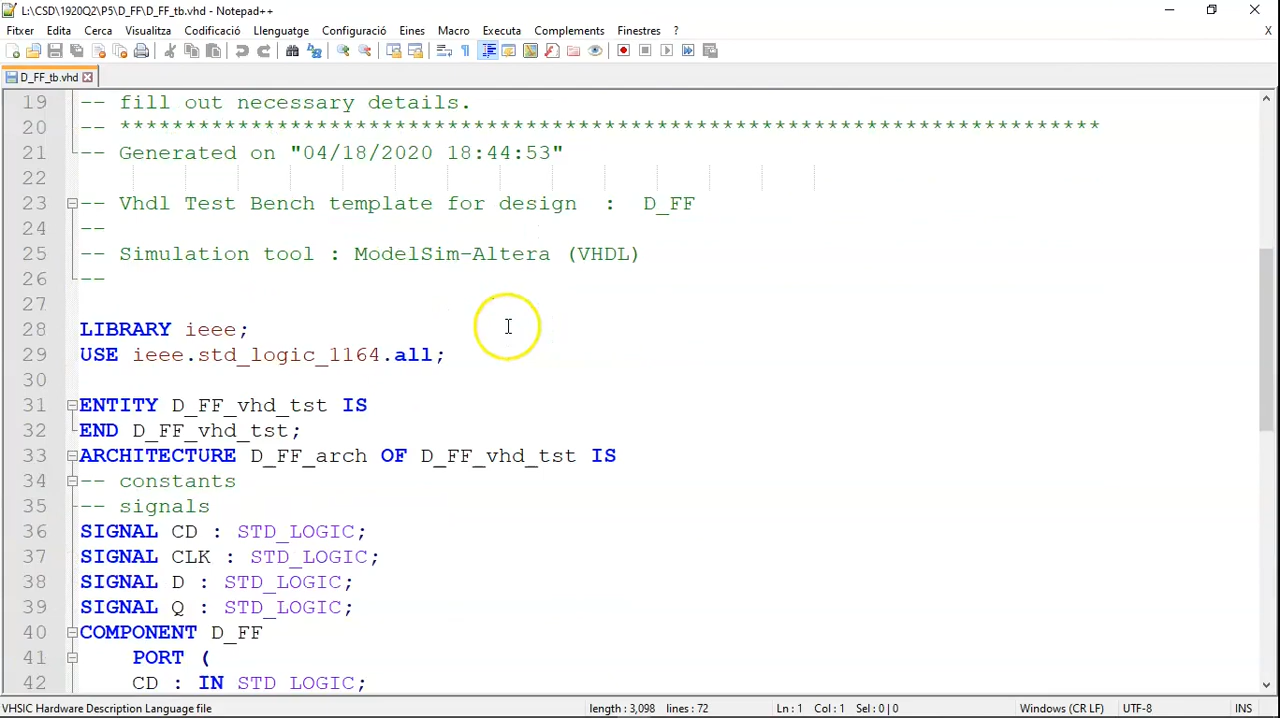 L:\CSD\1920Q2\P5\D_FF\D_FF_tb.vhd - Notepad++
Fitxer Edita Cerca Visualitza Codificació Llenguatge Configuració Eines Macro Executa Complements Finestres ? X
D_FF_tb.vhd
19 -- fill out necessary details.
20 -- ***************************************************************************
21 -- Generated on "04/18/2020 18:44:53"
22
23 -- Vhdl Test Bench template for design : D_FF
24 --
25 -- Simulation tool : ModelSim-Altera (VHDL)
26 --
27
28 LIBRARY ieee;
29 USE ieee.std_logic_1164.all;
30
31 ENTITY D_FF_vhd_tst IS
32 END D_FF_vhd_tst;
33 ARCHITECTURE D_FF_arch OF D_FF_vhd_tst IS
34 -- constants
35 -- signals
36 SIGNAL CD : STD_LOGIC;
37 SIGNAL CLK : STD_LOGIC;
38 SIGNAL D : STD_LOGIC;
39 SIGNAL Q : STD_LOGIC;
40 COMPONENT D_FF
41 PORT (
42 CD : IN STD_LOGIC;
VHSIC Hardware Description Language file length : 3,098 lines : 72 Ln : 1 Col : 1 Sel : 0 | 0 Windows (CR LF) UTF-8 INS